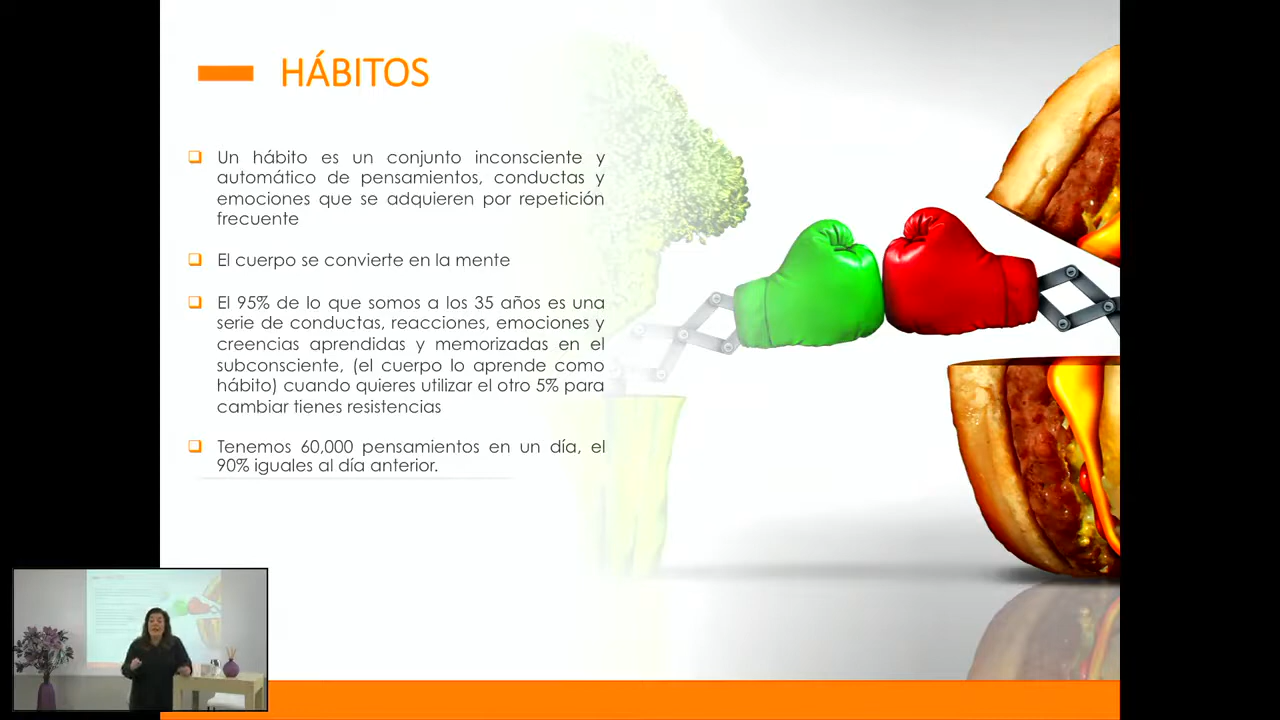 HÁBITOS
Un hábito es un conjunto inconsciente y
automático de pensamientos, conductas y
emociones que se adquieren por repetición
frecuente
El cuerpo se convierte en la mente
El 95% de lo que somos a los 35 años es una
serie de conductas, reacciones, emociones y
creencias aprendidas y memorizadas en el
subconsciente, (el cuerpo lo aprende como
hábito) cuando quieres utilizar el otro 5% para
cambiar tienes resistencias
Tenemos 60,000 pensamientos en un día, el
90% iguales al día anterior.